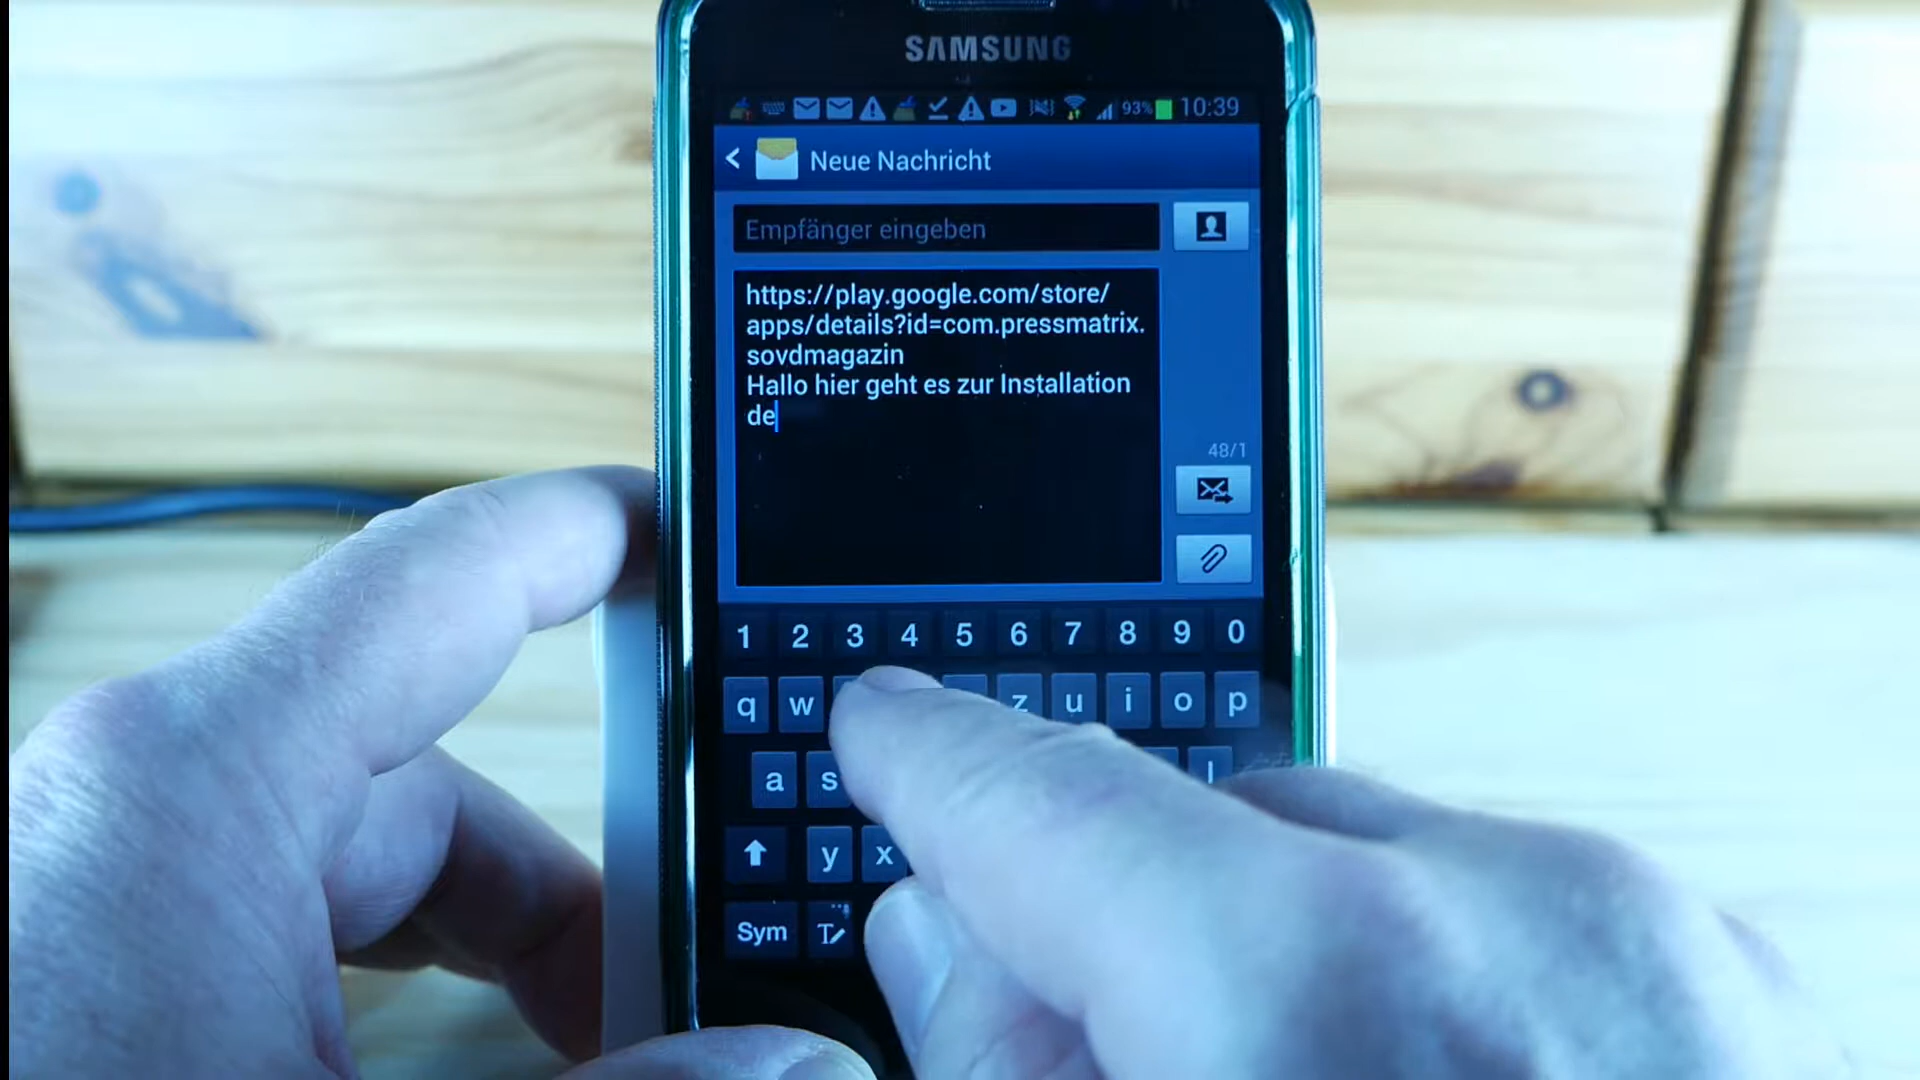 SAMSUNG
93% 10:39
Neue Nachricht
Empfänger eingeben
https://play.google.com/store/
apps/details?id=com.pressmatrix.
sovdmagazin
Hallo hier geht es zur Installation
de
48/1
1 2 3 4 5 6 7 8 9 0
q w z u i o p
a s l
y x
Sym T